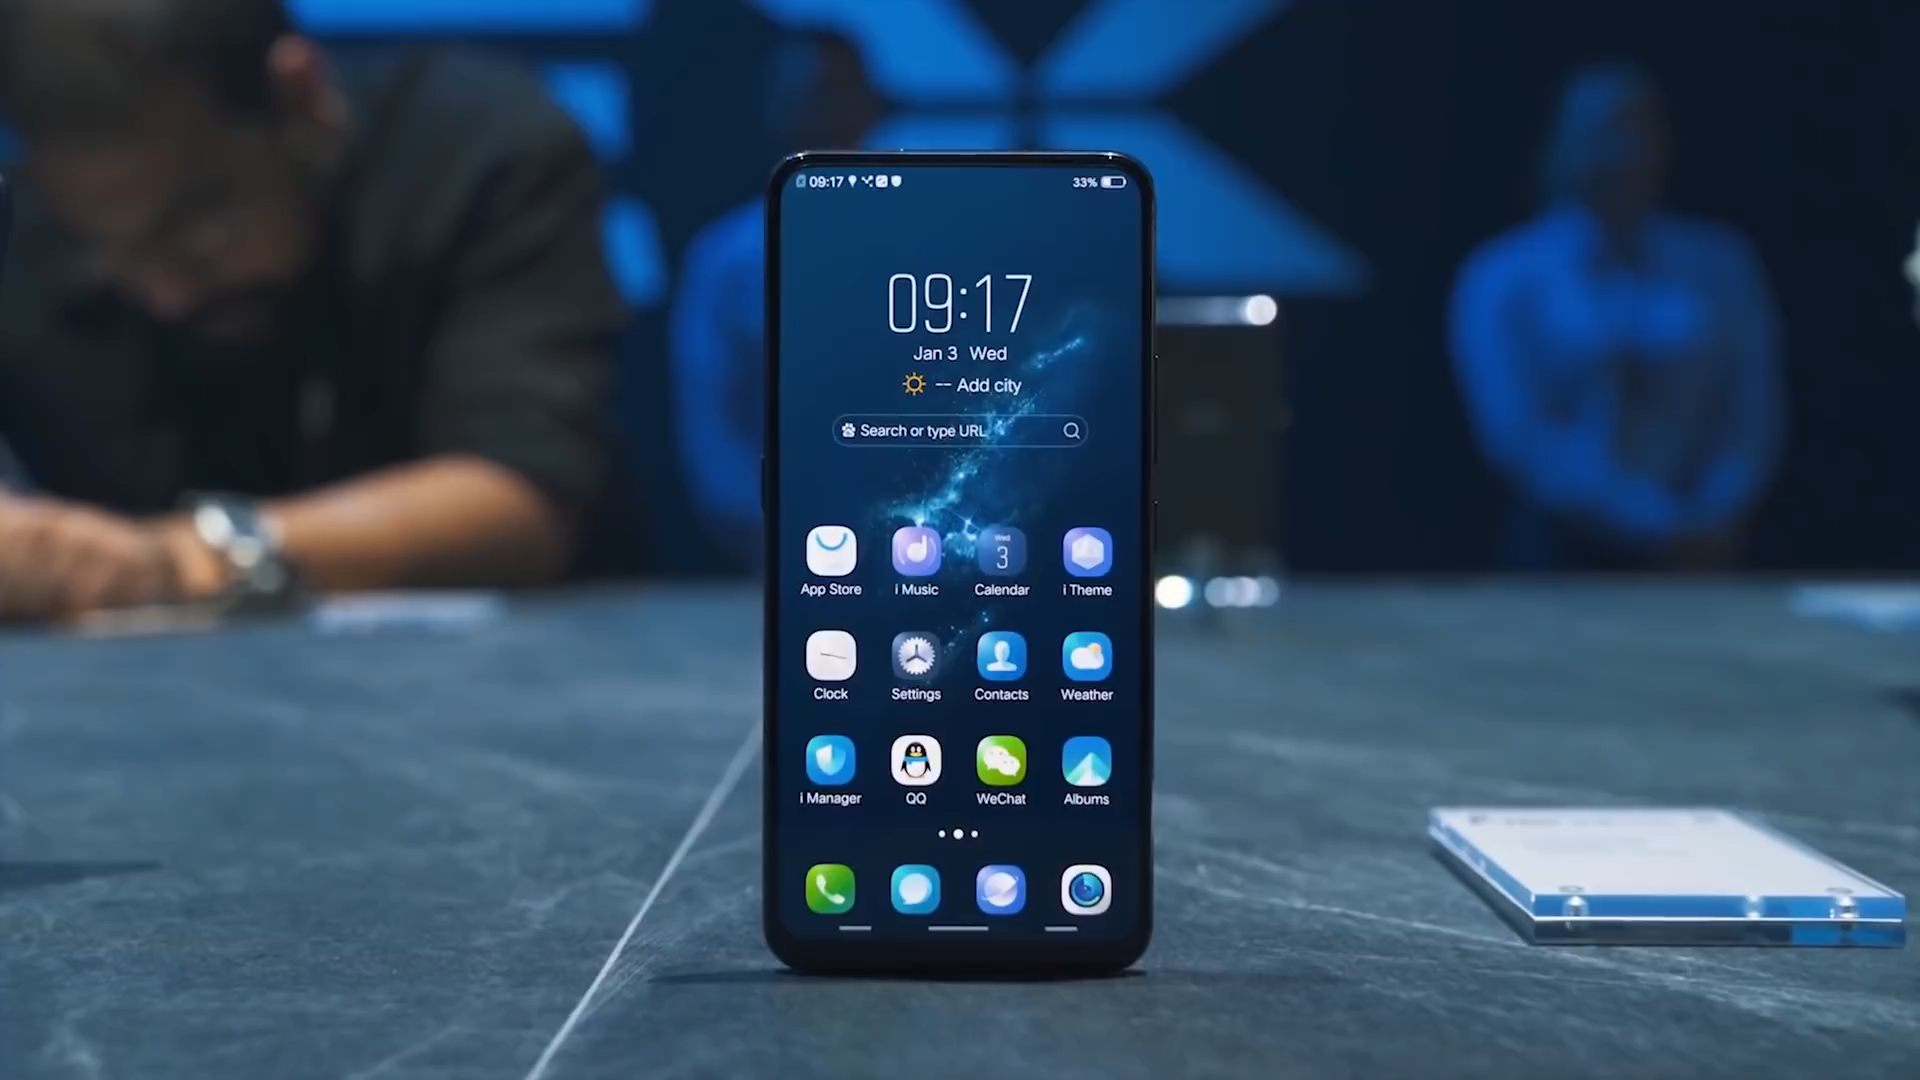 09:17
33%
09:17
Jan 3 Wed
-- Add city
Search or type URL
App Store
i Music
Wed
3
Calendar
i Theme
Clock
Settings
Contacts
Weather
i Manager
QQ
WeChat
Albums